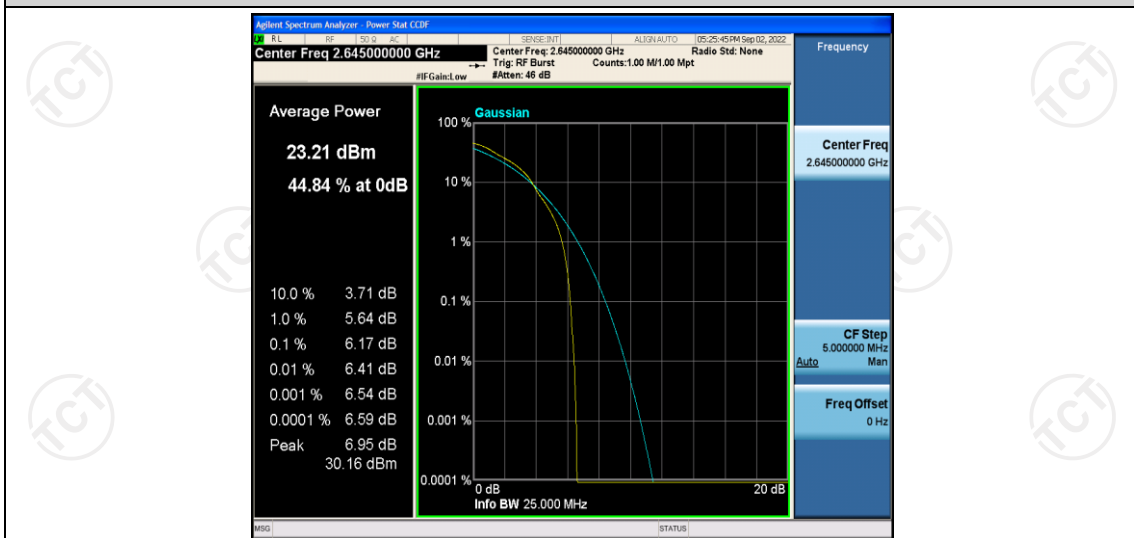 Agilent Spectrum Analyzer - Power Stat CCDF
RL RF 50 Ω AC SENSE:INT ALIGN AUTO 05:25:45 PM Sep 02, 2022
Center Freq 2.645000000 GHz
Center Freq: 2.645000000 GHz Radio Std: None
Trig: RF Burst Counts:1.00 M/1.00 Mpt
#IFGain:Low #Atten: 46 dB
Frequency
Average Power
23.21 dBm
44.84 % at 0dB
10.0 % 3.71 dB
1.0 % 5.64 dB
0.1 % 6.17 dB
0.01 % 6.41 dB
0.001 % 6.54 dB
0.0001 % 6.59 dB
Peak 6.95 dB
30.16 dBm
Gaussian
100 %
10 %
1 %
0.1 %
0.01 %
0.001 %
0.0001 %
0 dB 20 dB
Info BW 25.000 MHz
Center Freq
2.645000000 GHz
CF Step
5.000000 MHz
Auto Man
Freq Offset
0 Hz
MSG STATUS
TCT
TCT
TCT
TCT
TCT
TCT